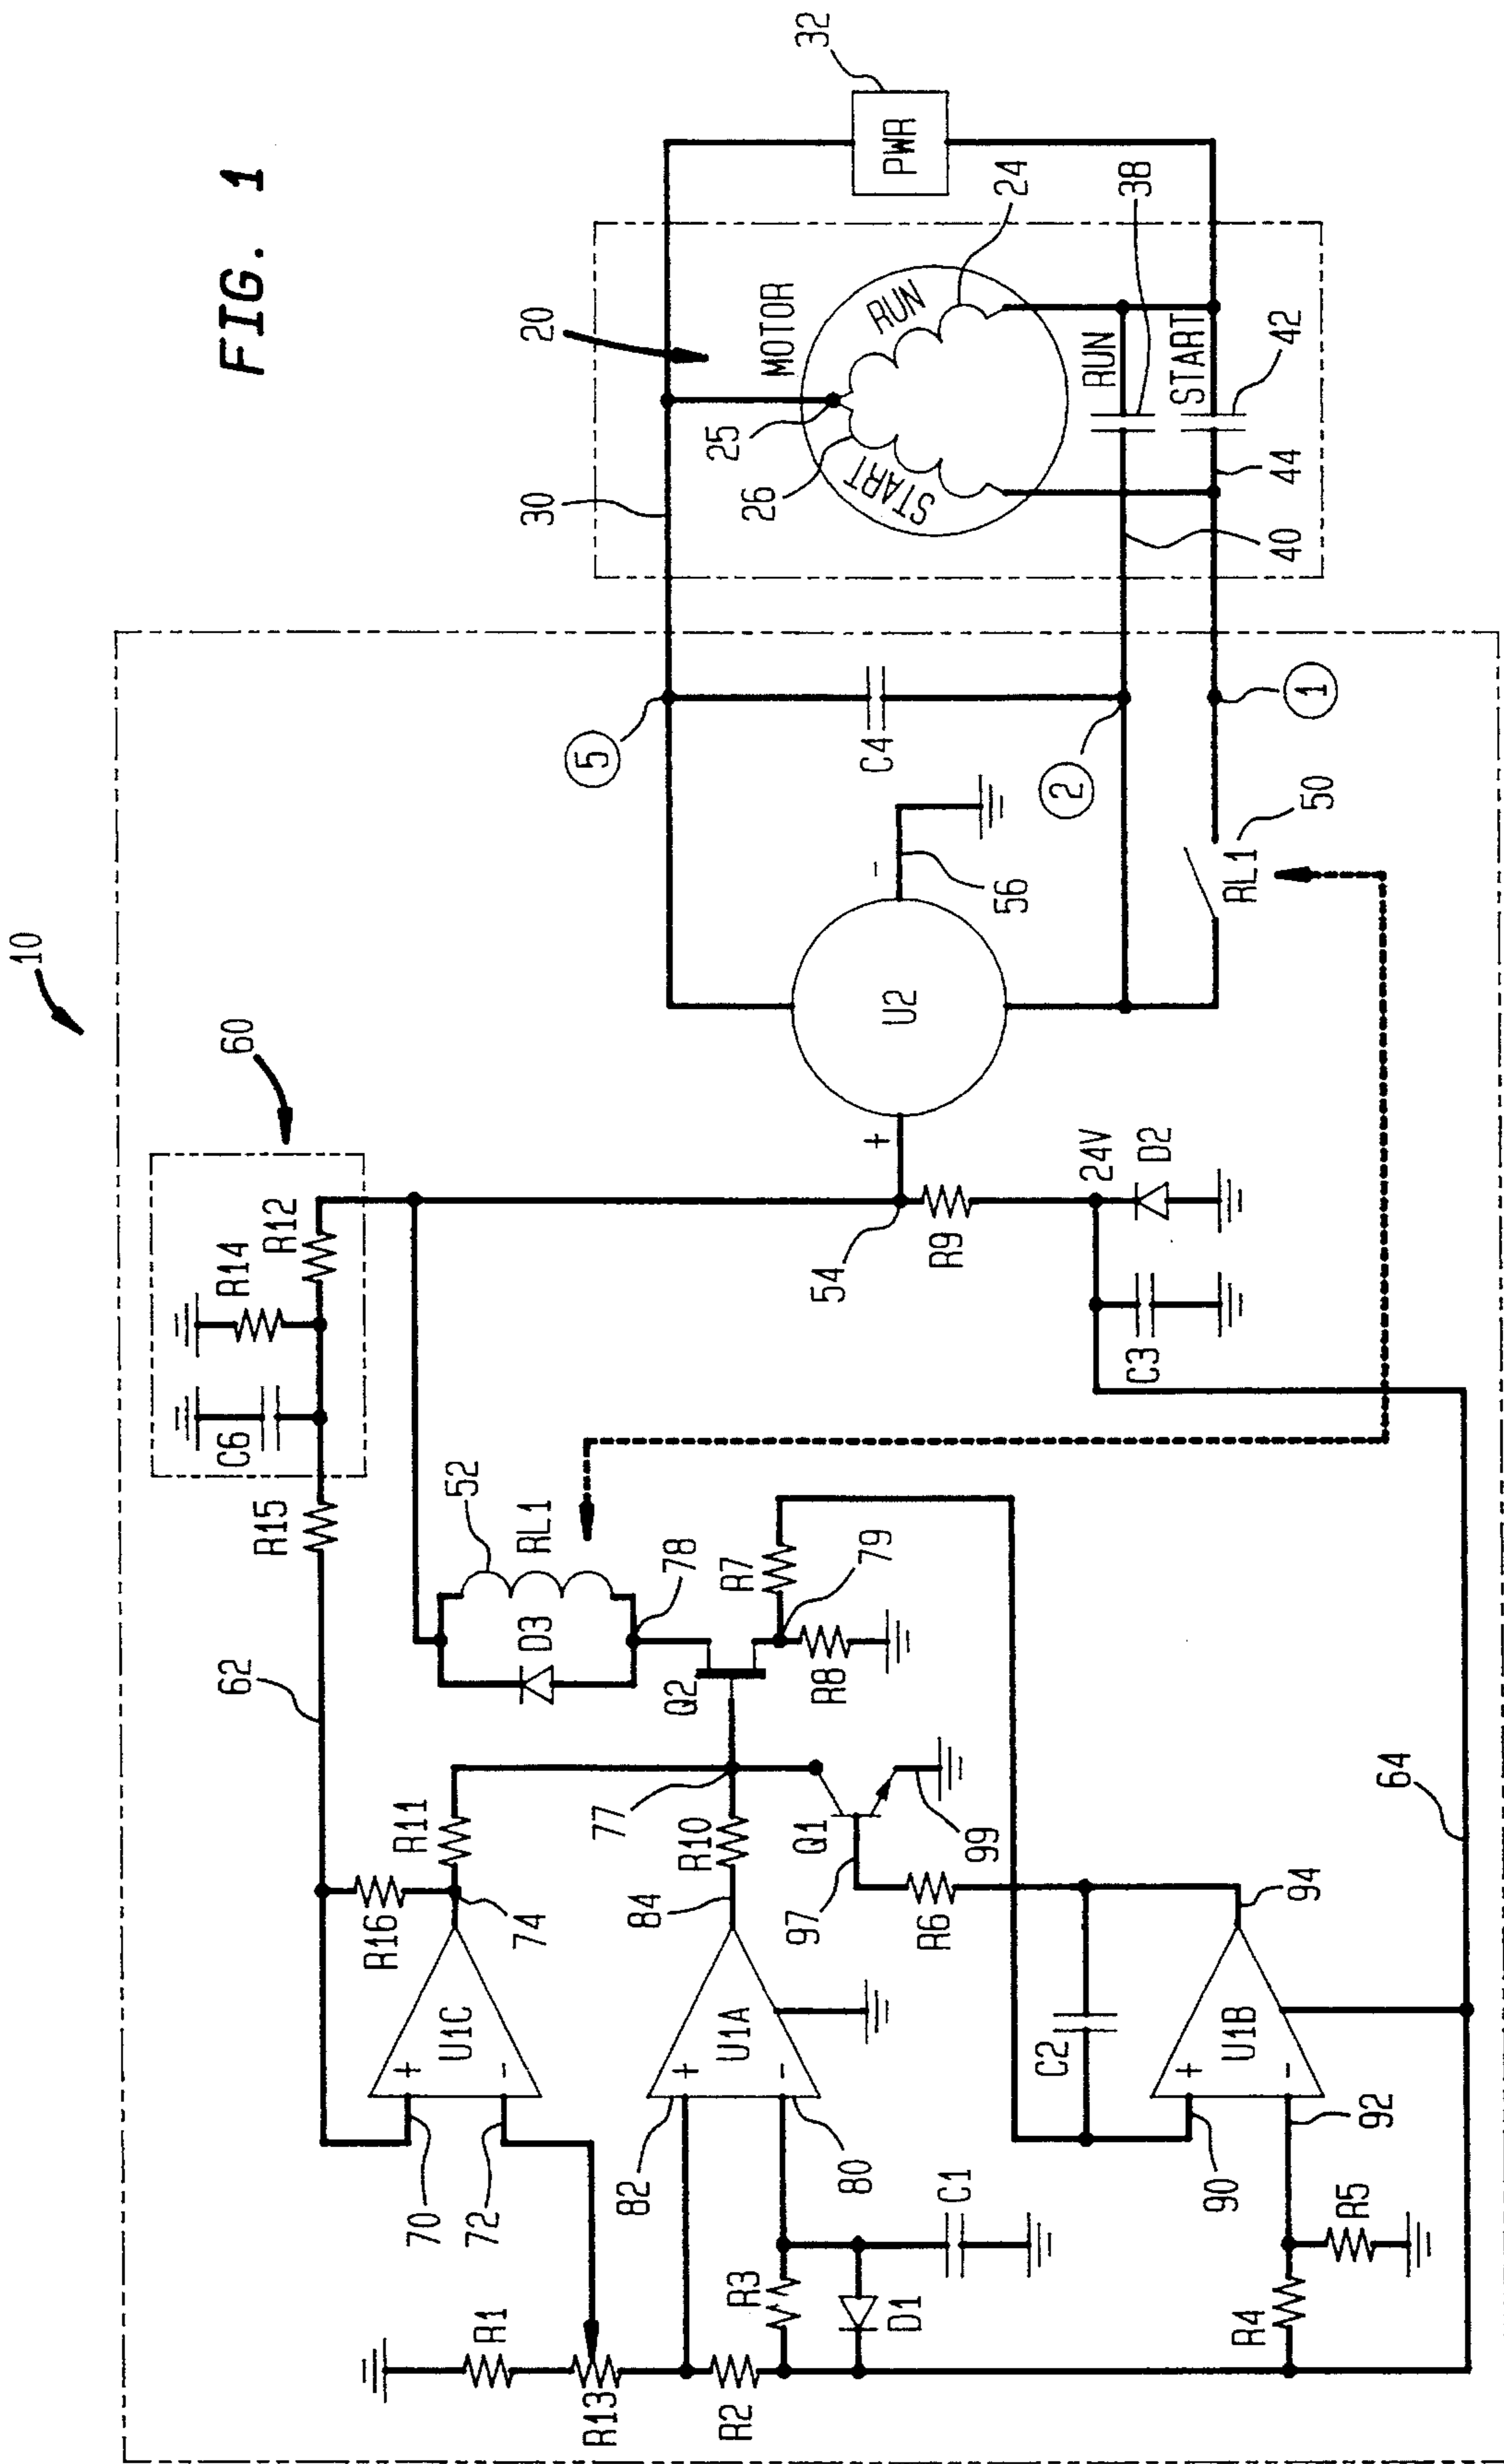 FIG. 1
10
60
R14
R12
C6
R15
62
R16
R11
74
U1C
+
-
70
72
R1
R13
R2
R3
D1
C1
82
80
U1A
+
-
84
R10
77
Q2
D3
52
RL1
78
79
R7
R8
Q1
97
99
R6
C2
U1B
+
-
90
92
94
R4
R5
64
54
R9
24V
D2
C3
U2
+
-
56
5
C4
2
1
RL1
50
30
20
MOTOR
RUN
START
24
25
26
RUN
38
START
42
40
44
PWR
32